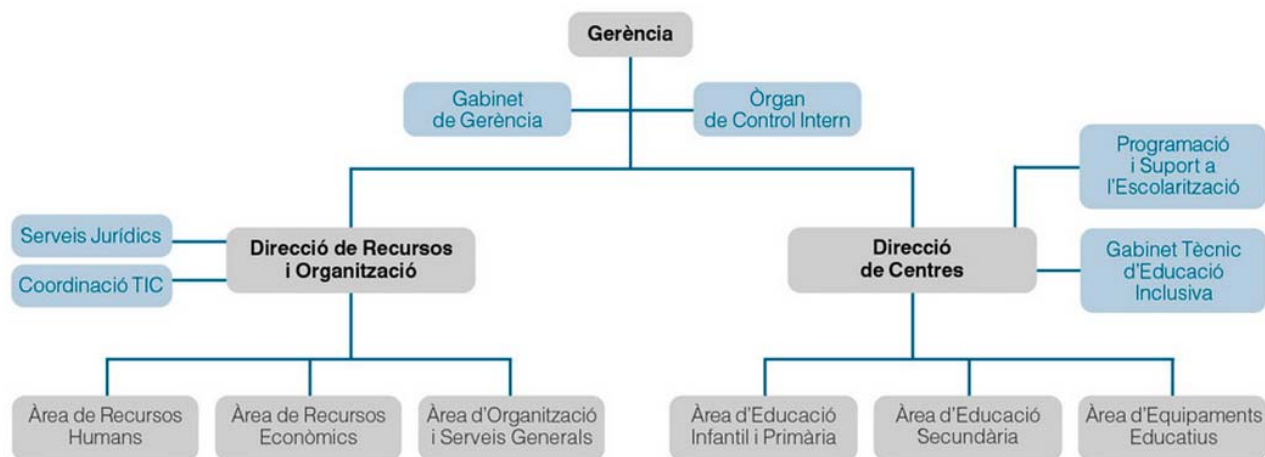 Gerència
Gabinet
de Gerència
Òrgan
de Control Intern
Programació
i Suport a
l'Escolarització
Serveis Jurídics
Coordinació TIC
Direcció de Recursos
i Organització
Direcció
de Centres
Gabinet Tècnic
d'Educació
Inclusiva
Àrea de Recursos
Humans
Àrea de Recursos
Econòmics
Àrea d'Organització
i Serveis Generals
Àrea d'Educació
Infantil i Primària
Àrea d'Educació
Secundària
Àrea d'Equipaments
Educatius